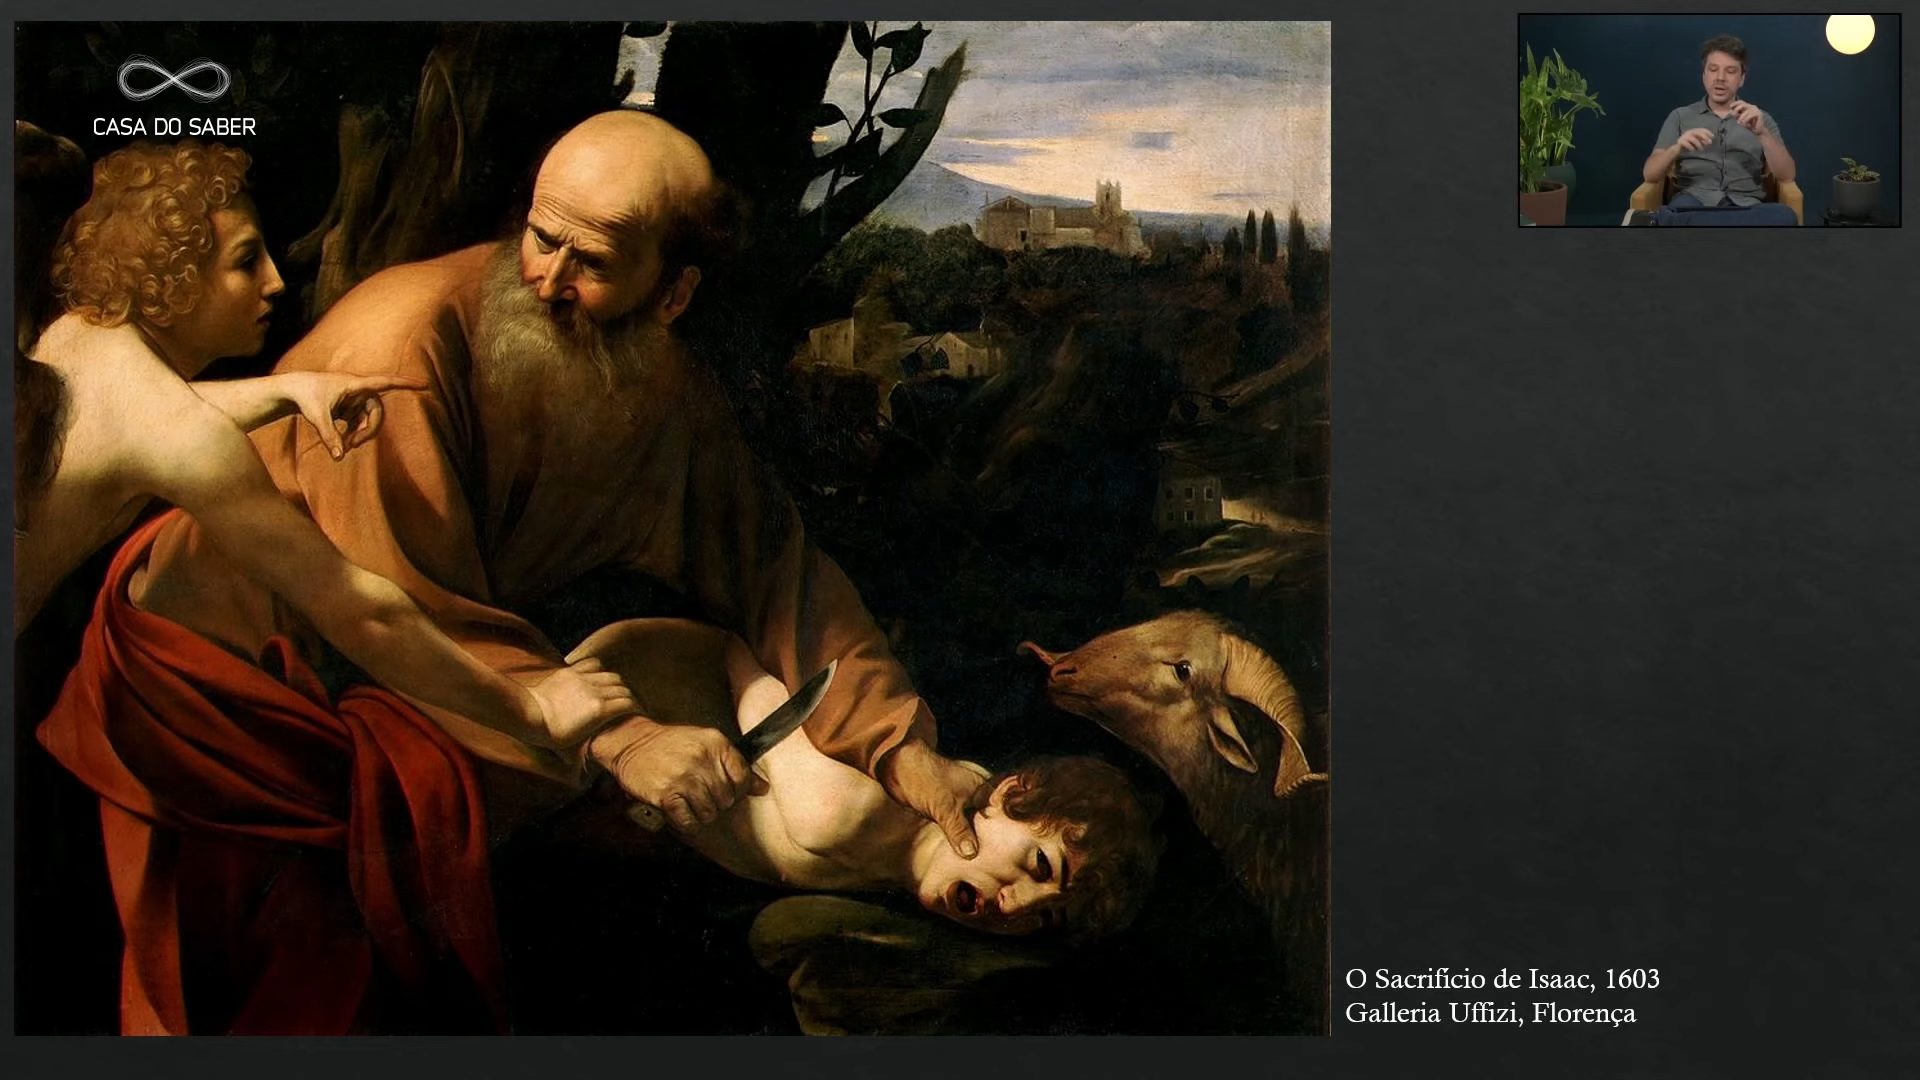 CASA DO SABER
O Sacrifício de Isaac, 1603
Galleria Uffizi, Florença